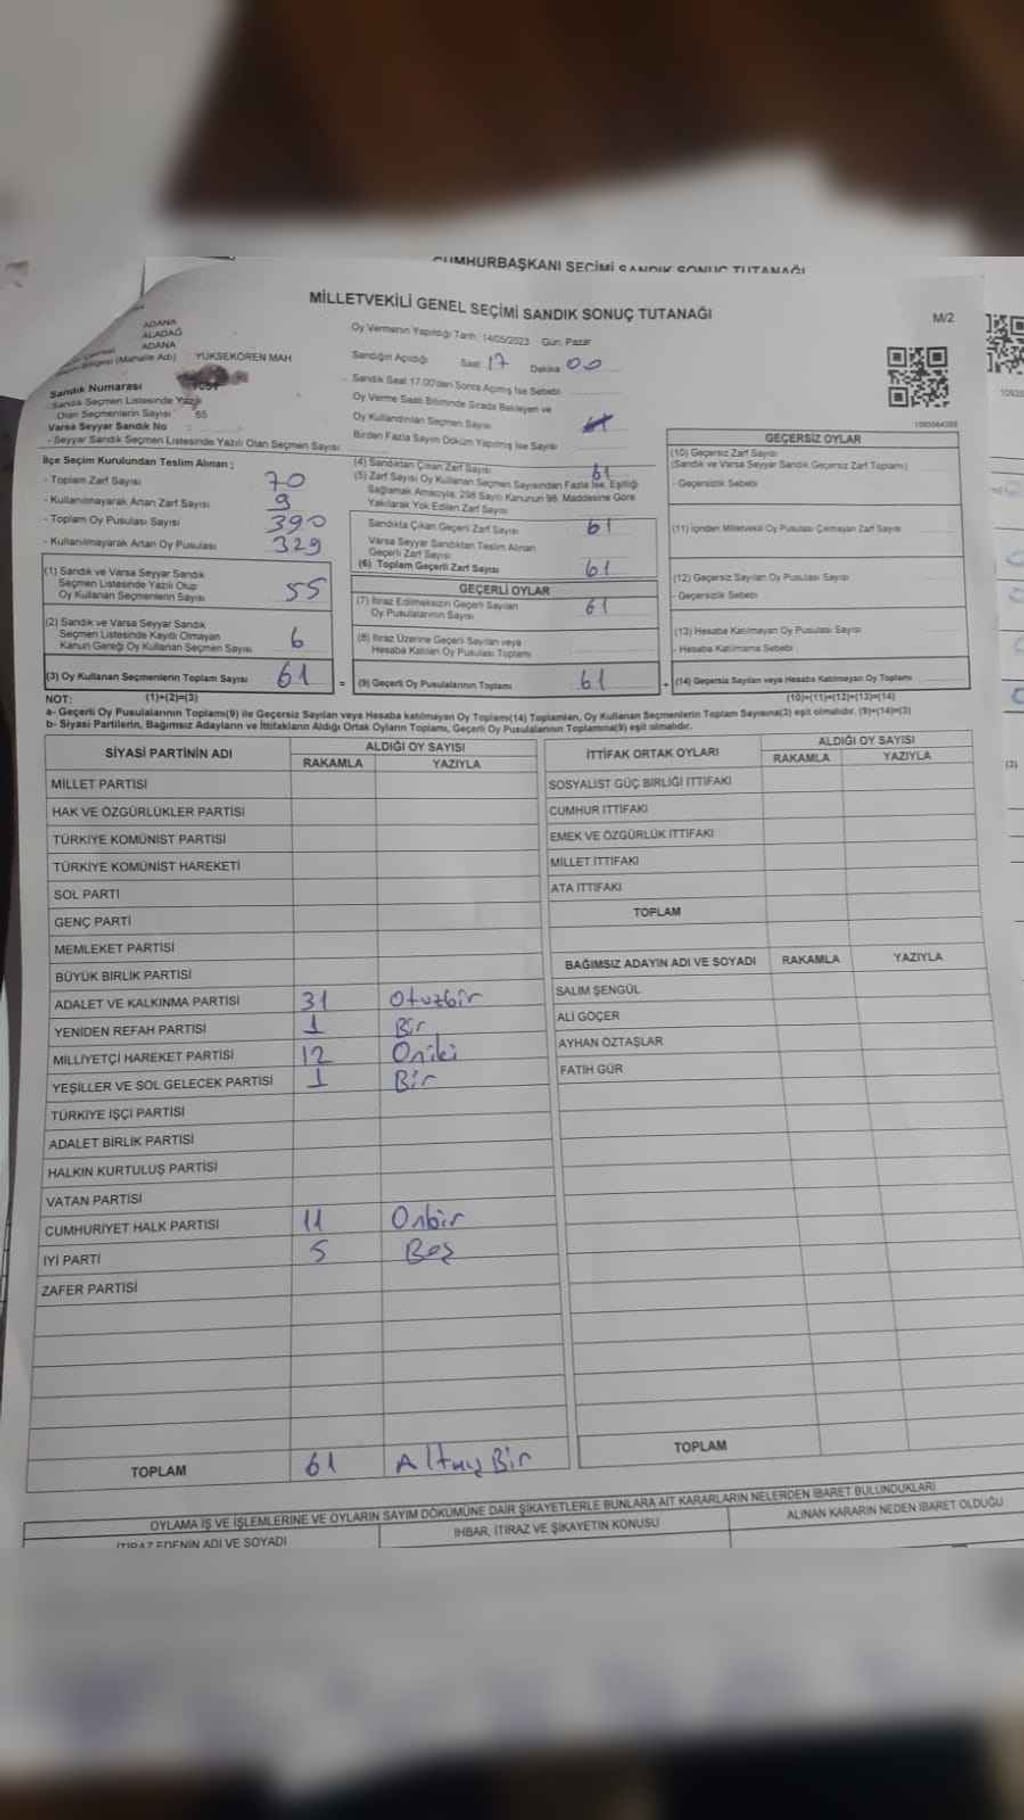 CUMHURBAŞKANI SEÇİMİ SANDIK SONUÇ TUTANAĞI
MİLLETVEKİLİ GENEL SEÇİMİ SANDIK SONUÇ TUTANAĞI
M/2
ADANA
ALADAĞ
ADANA
(Mahalle Adı) YÜKSEKÖREN MAH
Oy Vermenin Yapıldığı Tarih: 14/05/2023 Gün: Pazar
Sandığın Açıldığı Saat 17 Dakika 00
Sandık Saat 17.00'den Sonra Açılmış İse Sebebi
Oy Verme Saati Bitiminde Sırada Bekleyen ve
Oy Kullandırılan Seçmen Sayısı
Birden Fazla Sayım Döküm Yapılmış İse Sayısı
Sandık Numarası
Sandık Seçmen Listesinde Yazılı
Olan Seçmenlerin Sayısı
Varsa Seyyar Sandık No
- Seyyar Sandık Seçmen Listesinde Yazılı Olan Seçmen Sayısı
İlçe Seçim Kurulundan Teslim Alınan ;
- Toplam Zarf Sayısı 70
- Kullanılmayarak Artan Zarf Sayısı 9
- Toplam Oy Pusulası Sayısı 390
- Kullanılmayarak Artan Oy Pusulası 329
(1) Sandık ve Varsa Seyyar Sandık
Seçmen Listesinde Yazılı Olup
Oy Kullanan Seçmenlerin Sayısı 55
(2) Sandık ve Varsa Seyyar Sandık
Seçmen Listesinde Kayıtlı Olmayan
Kanun Gereği Oy Kullanan Seçmen Sayısı 6
(3) Oy Kullanan Seçmenlerin Toplam Sayısı 61
(1)+(2)=(3)
(4) Sandıktan Çıkan Zarf Sayısı 61
(5) Zarf Sayısı Oy Kullanan Seçmen Sayısından Fazla İse, Eşitliği
Sağlamak Amacıyla, 298 Sayılı Kanunun 98. Maddesine Göre
Yakılarak Yok Edilen Zarf Sayısı
Sandıkta Çıkan Geçerli Zarf Sayısı 61
Varsa Seyyar Sandıktan Teslim Alınan
Geçerli Zarf Sayısı
(6) Toplam Geçerli Zarf Sayısı 61
GEÇERLİ OYLAR
(7) İtiraz Edilmeksizin Geçerli Sayılan
Oy Pusulalarının Sayısı 61
(8) İtiraz Üzerine Geçerli Sayılan veya
Hesaba Katılan Oy Pusulası Toplamı
= (9) Geçerli Oy Pusulalarının Toplamı 61
GEÇERSİZ OYLAR
(10) Geçersiz Zarf Sayısı
(Sandık ve Varsa Seyyar Sandık Geçersiz Zarf Toplamı)
- Geçersizlik Sebebi
(11) İçinden Milletvekili Oy Pusulası Çıkmayan Zarf Sayısı
(12) Geçersiz Sayılan Oy Pusulası Sayısı
- Geçersizlik Sebebi
(13) Hesaba Katılmayan Oy Pusulası Sayısı
- Hesaba Katılmama Sebebi
+ (14) Geçersiz Sayılan veya Hesaba Katılmayan Oy Toplamı
(10)+(11)+(12)+(13)=(14)
NOT:
a- Geçerli Oy Pusulalarının Toplamı(9) ile Geçersiz Sayılan veya Hesaba katılmayan Oy Toplamı(14) Toplamları, Oy Kullanan Seçmenlerin Toplam Sayısına(3) eşit olmalıdır. (9)+(14)=(3)
b- Siyasi Partilerin, Bağımsız Adayların ve İttifakların Aldığı Ortak Oyların Toplamı, Geçerli Oy Pusulalarının Toplamına(9) eşit olmalıdır.
SİYASİ PARTİNİN ADI
ALDIĞI OY SAYISI
RAKAMLA YAZIYLA
MİLLET PARTİSİ
HAK VE ÖZGÜRLÜKLER PARTİSİ
TÜRKİYE KOMÜNİST PARTİSİ
TÜRKİYE KOMÜNİST HAREKETİ
SOL PARTİ
GENÇ PARTİ
MEMLEKET PARTİSİ
BÜYÜK BİRLİK PARTİSİ
ADALET VE KALKINMA PARTİSİ 31 Otuzbir
YENİDEN REFAH PARTİSİ 1 Bir
MİLLİYETÇİ HAREKET PARTİSİ 12 Oniki
YEŞİLLER VE SOL GELECEK PARTİSİ 1 Bir
TÜRKİYE İŞÇİ PARTİSİ
ADALET BİRLİK PARTİSİ
HALKIN KURTULUŞ PARTİSİ
VATAN PARTİSİ
CUMHURİYET HALK PARTİSİ 11 Onbir
İYİ PARTİ 5 Beş
ZAFER PARTİSİ
TOPLAM 61 Altmış Bir
İTTİFAK ORTAK OYLARI
ALDIĞI OY SAYISI
RAKAMLA YAZIYLA
SOSYALİST GÜÇ BİRLİĞİ İTTİFAKI
CUMHUR İTTİFAKI
EMEK VE ÖZGÜRLÜK İTTİFAKI
MİLLET İTTİFAKI
ATA İTTİFAKI
TOPLAM
BAĞIMSIZ ADAYIN ADI VE SOYADI RAKAMLA YAZIYLA
SALİM ŞENGÜL
ALİ GÖÇER
AYHAN ÖZTAŞLAR
FATİH GÜR
TOPLAM
OYLAMA İŞ VE İŞLEMLERİNE VE OYLARIN SAYIM DÖKÜMÜNE DAİR ŞİKAYETLERLE BUNLARA AİT KARARLARIN NELERDEN İBARET BULUNDUKLARI
İTİRAZ EDENİN ADI VE SOYADI
İHBAR, İTİRAZ VE ŞİKAYETİN KONUSU
ALINAN KARARIN NEDEN İBARET OLDUĞU